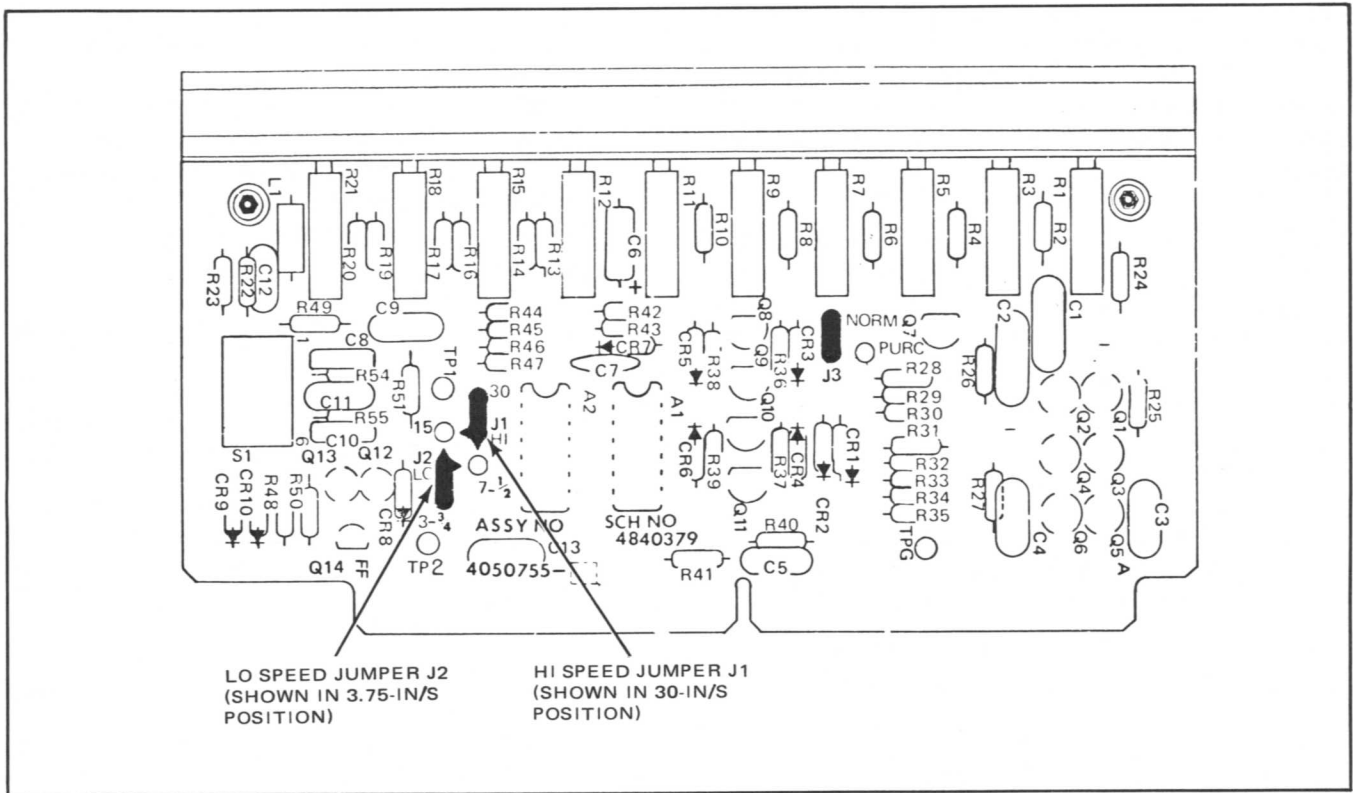 L1
R21
R18
R15
R12
R11
R9
R7
R5
R3
R1
R20
R19
R17
R16
R14
R13
C6
+
R10
R8
R6
R4
R2
R24
R23
R22
C12
R49
C9
R44
R45
R46
R47
R42
R43
CR7
C7
Q8
Q9
NORM
PURC
J3
Q7
C2
C1
1
C8
R54
C11
R55
C10
6
S1
R51
TP1
30
15
J1
HI
J2
LO
7-½
3-¾
A2
A1
CR5
R38
R36
CR3
Q10
CR6
R39
R37
CR4
Q11
CR1
CR2
R28
R29
R30
R31
R32
R33
R34
R35
R26
R25
Q2
Q1
Q4
Q3
Q6
Q5
R27
C4
C3
A
Q13
Q12
CR9
CR10
R48
R50
CR8
Q14
FF
TP2
ASSY NO
4050755-
C13
SCH NO
4840379
R41
R40
C5
TPG
LO SPEED JUMPER J2
(SHOWN IN 3.75-IN/S
POSITION)
HI SPEED JUMPER J1
(SHOWN IN 30-IN/S
POSITION)